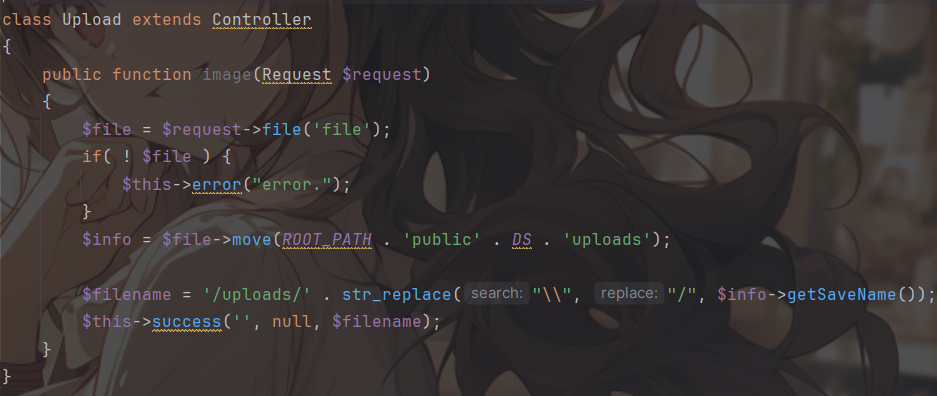 class Upload extends Controller
{
    public function image(Request $request)
    {
        $file = $request->file('file');
        if( ! $file ) {
            $this->error("error.");
        }
        $info = $file->move(ROOT_PATH . 'public' . DS . 'uploads');
        $filename = '/uploads/' . str_replace( search: "\\", replace: "/", $info->getSaveName());
        $this->success('', null, $filename);
    }
}